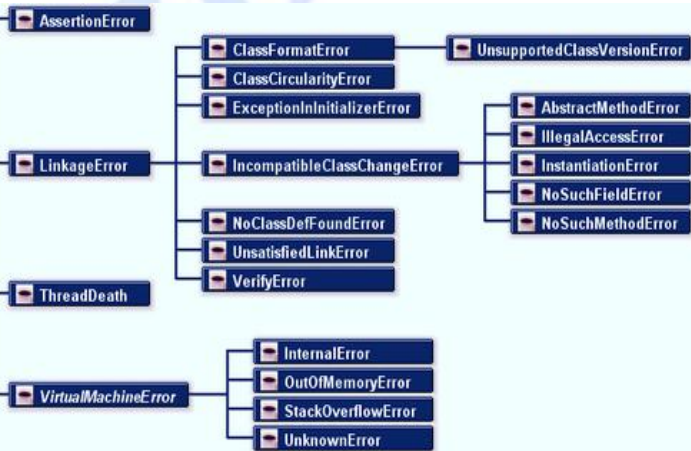 AssertionError
ClassFormatError
UnsupportedClassVersionError
ClassCircularityError
ExceptionInInitializerError
AbstractMethodError
IllegalAccessError
LinkageError
IncompatibleClassChangeError
InstantiationError
NoSuchFieldError
NoClassDefFoundError
NoSuchMethodError
UnsatisfiedLinkError
VerifyError
ThreadDeath
InternalError
OutOfMemoryError
VirtualMachineError
StackOverflowError
UnknownError